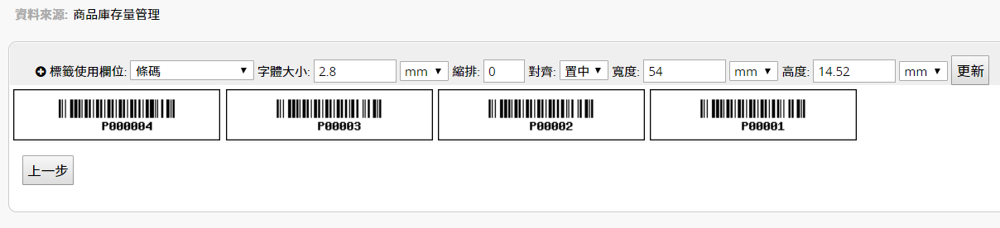 資料來源: 商品庫存量管理
標籤使用欄位: 條碼 字體大小: 2.8 mm 縮排: 0 對齊: 置中 寬度: 54 mm 高度: 14.52 mm 更新
P000004 P00003 P00002 P00001
上一步